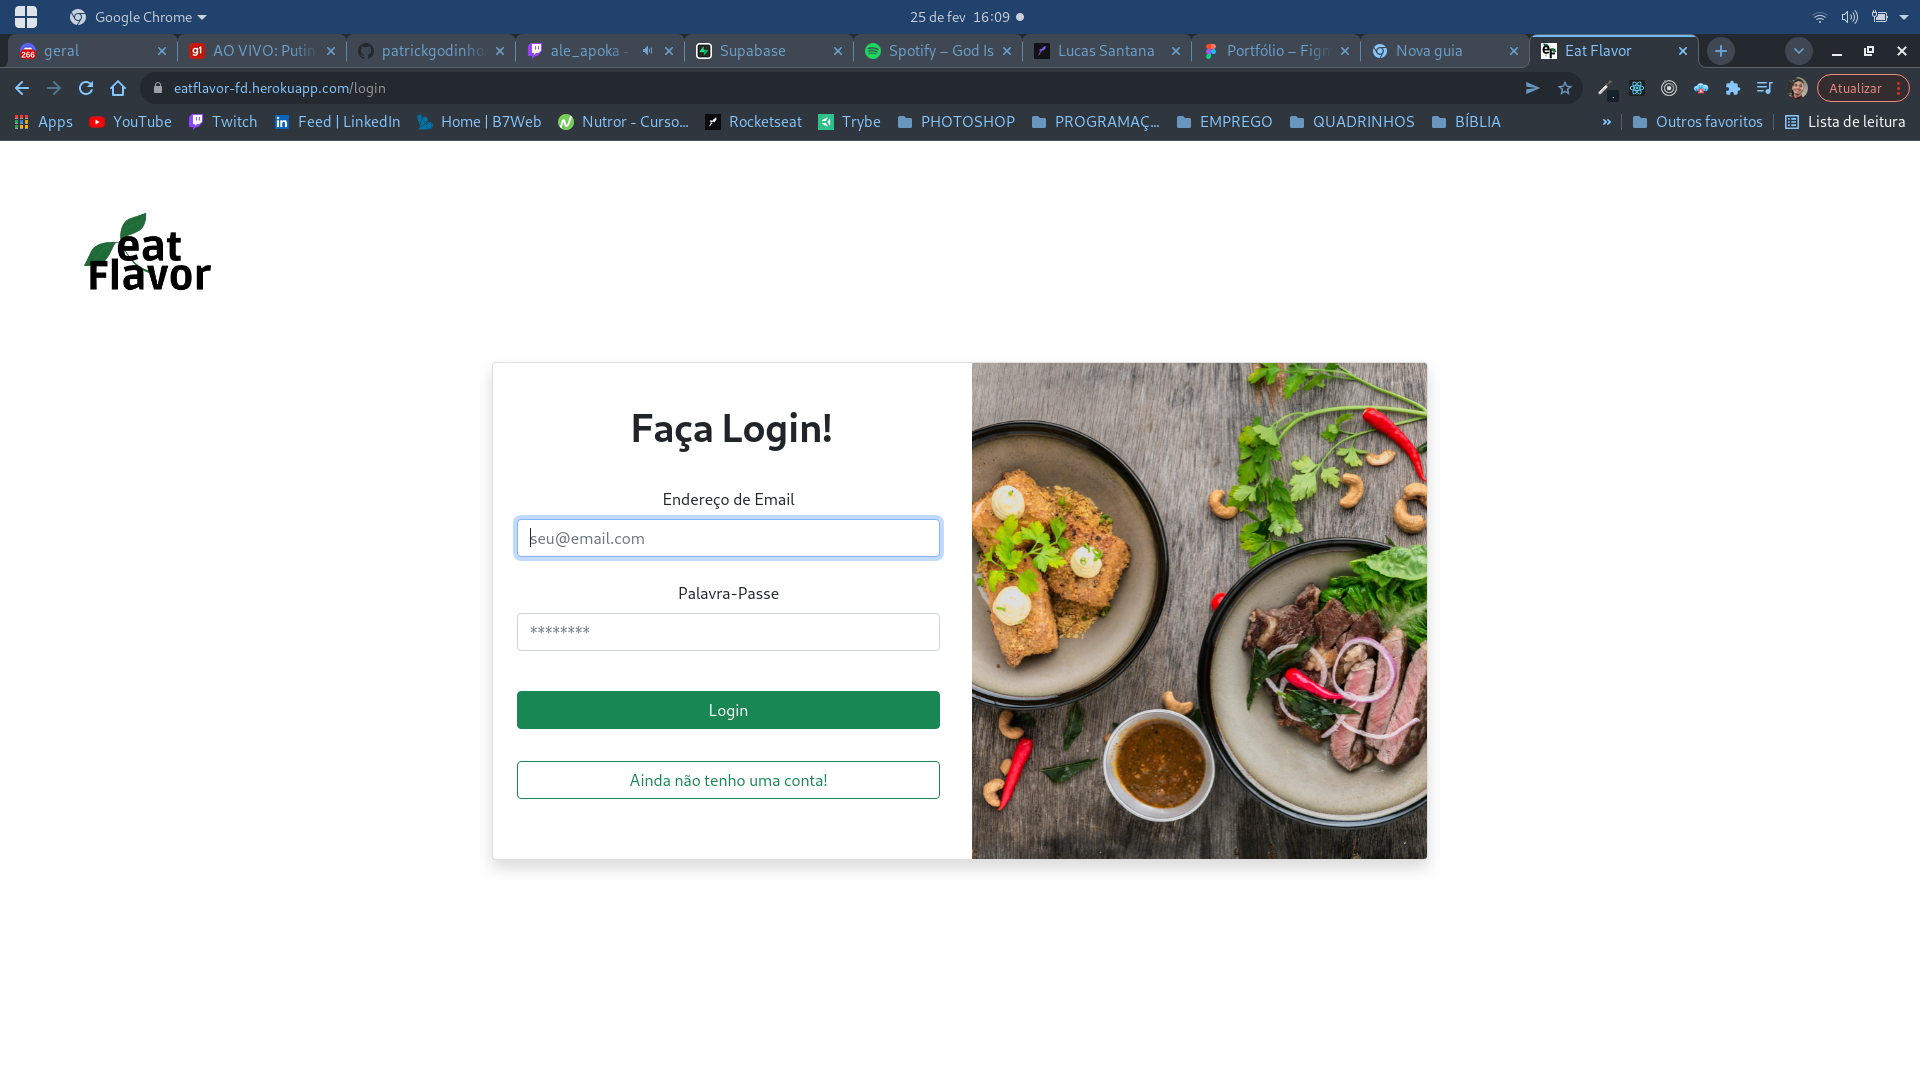 Google Chrome
25 de fev 16:09
geral
266
AO VIVO: Putin
patrickgodinho
ale_apoka -
Supabase
Spotify – God Is
Lucas Santana
Portfólio – Figm
Nova guia
Eat Flavor
eatflavor-fd.herokuapp.com/login
Atualizar
Apps
YouTube
Twitch
Feed | LinkedIn
Home | B7Web
Nutror - Curso...
Rocketseat
Trybe
PHOTOSHOP
PROGRAMAÇ...
EMPREGO
QUADRINHOS
BÍBLIA
»
Outros favoritos
Lista de leitura
eat
Flavor
Faça Login!
Endereço de Email
seu@email.com
Palavra-Passe
********
Login
Ainda não tenho uma conta!